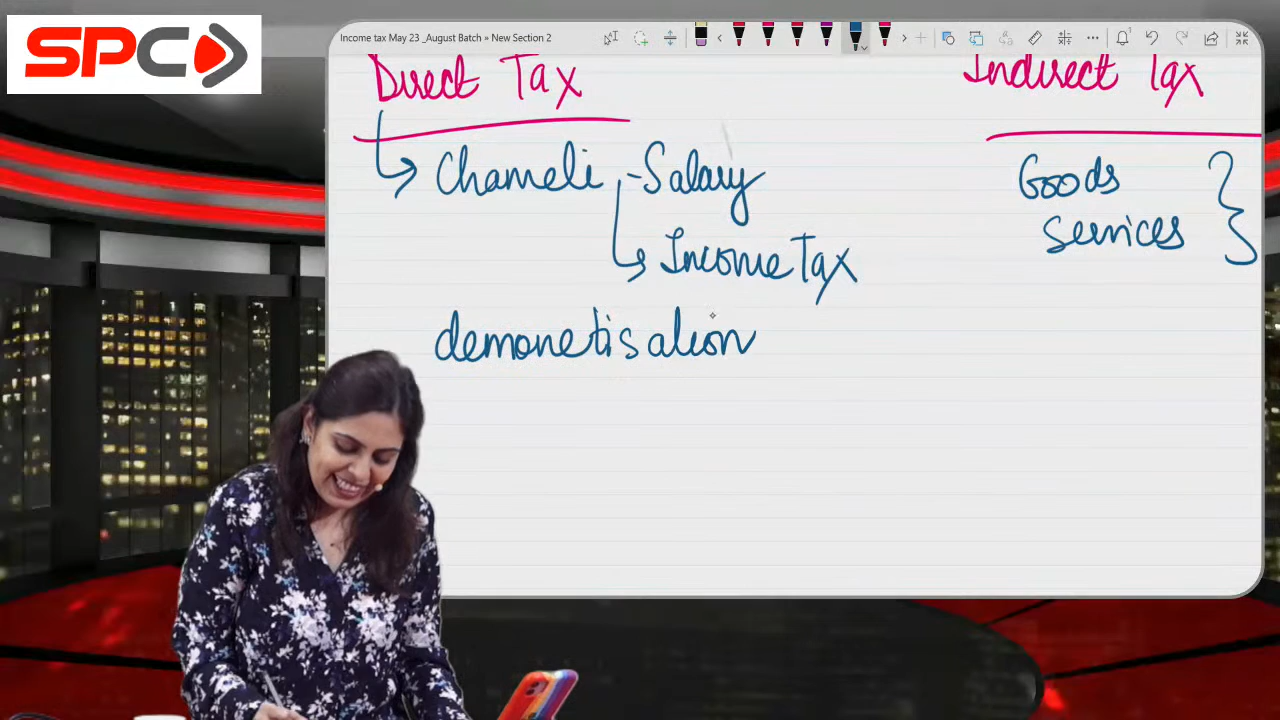 SPC
Income tax May 23 _August Batch » New Section 2
Direct Tax
Indirect Tax
Chameli - Salary
Goods
Services
Income Tax
demonetisation